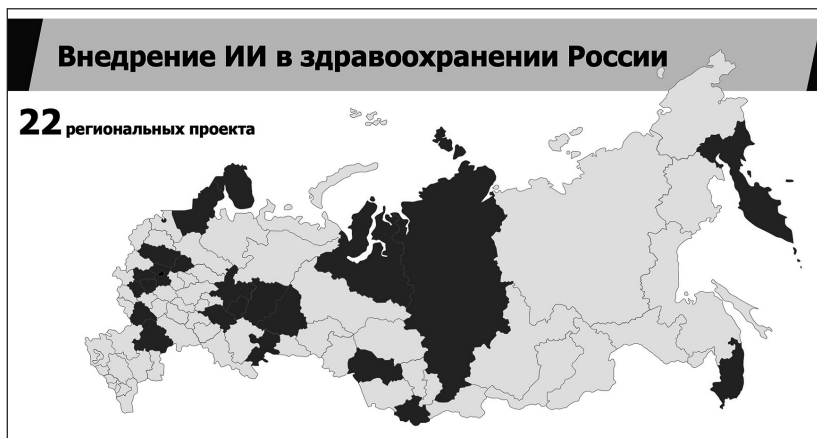 Внедрение ИИ в здравоохранении России
22 региональных проекта